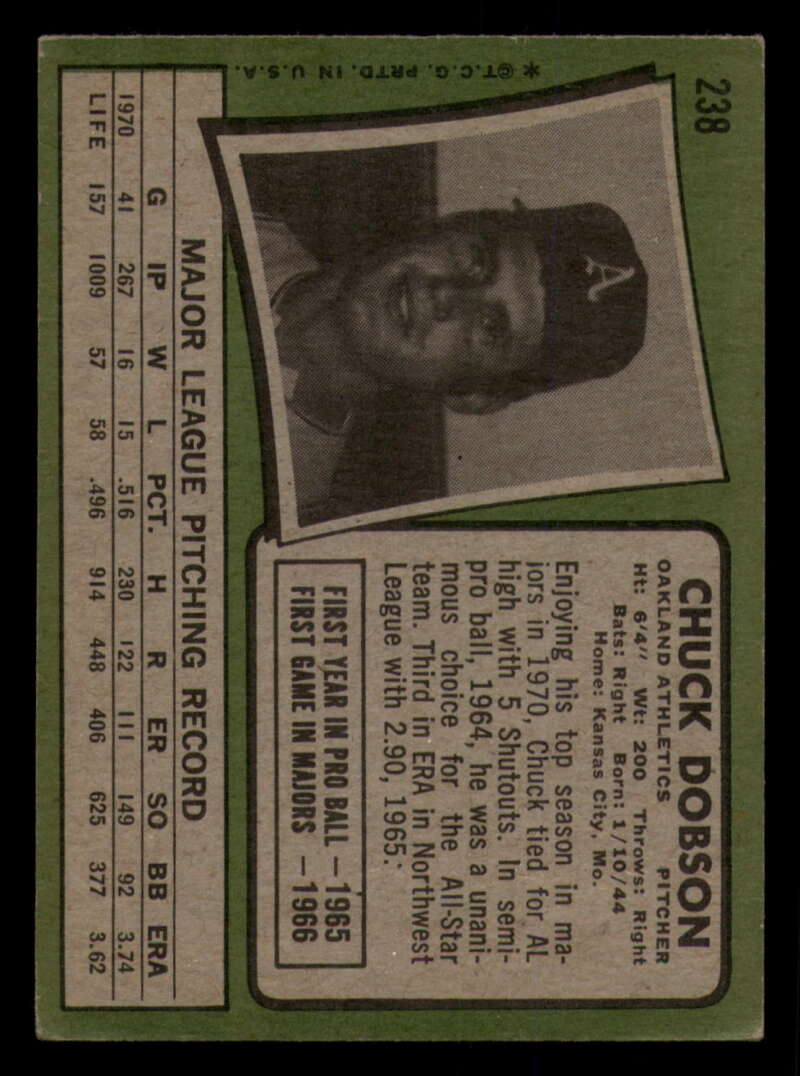 238
*©T.C.G. PRTD. IN U.S.A.
A
CHUCK DOBSON
OAKLAND ATHLETICS PITCHER
Ht: 6'4" Wt: 200 Throws: Right
Bats: Right Born: 1/10/44
Home: Kansas City, Mo.
Enjoying his top season in ma-
jors in 1970, Chuck tied for AL
high with 5 Shutouts. In semi-
pro ball, 1964, he was a unani-
mous choice for the All-Star
team. Third in ERA in Northwest
League with 2.90, 1965.
FIRST YEAR IN PRO BALL —1965
FIRST GAME IN MAJORS —1966
MAJOR LEAGUE PITCHING RECORD
G IP W L PCT. H R ER SO BB ERA
1970 41 267 16 15 .516 230 122 111 149 92 3.74
LIFE 157 1009 57 58 .496 914 448 406 625 377 3.62